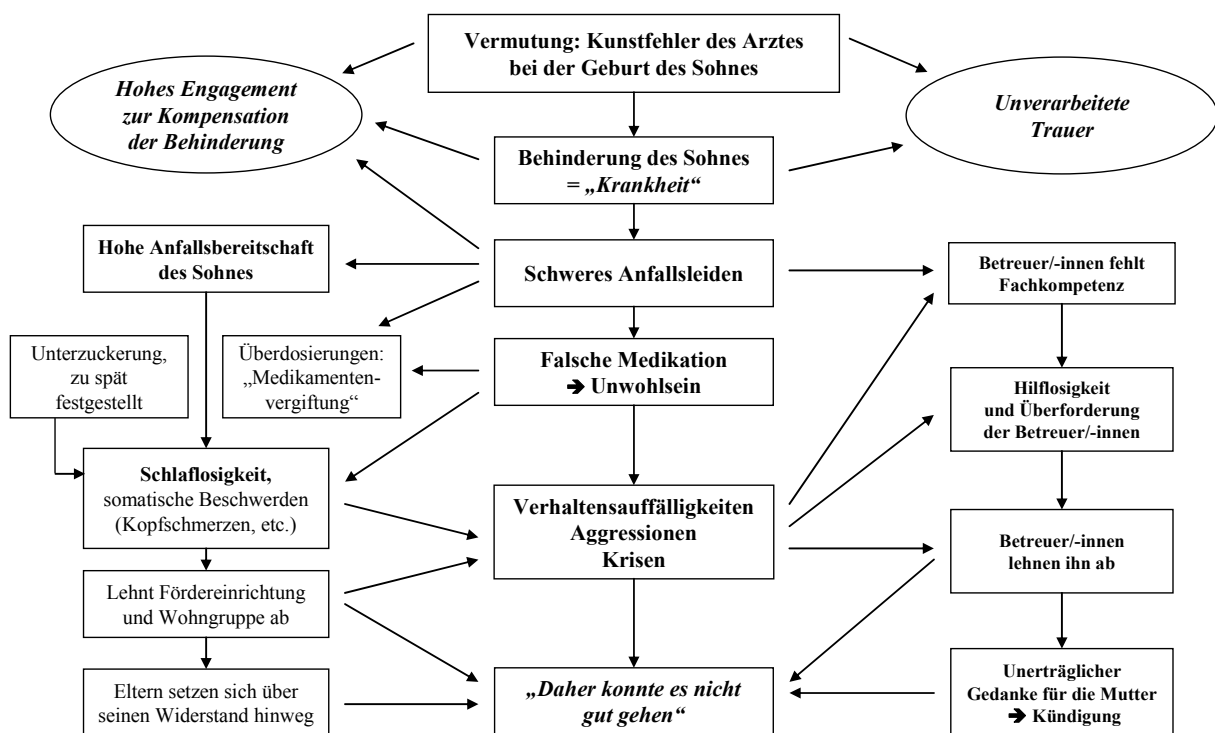 Vermutung: Kunstfehler des Arztes
bei der Geburt des Sohnes
Hohes Engagement
zur Kompensation
der Behinderung
Unverarbeitete
Trauer
Behinderung des Sohnes
= „Krankheit“
Hohe Anfallsbereitschaft
des Sohnes
Schweres Anfallsleiden
Betreuer/-innen fehlt
Fachkompetenz
Unterzuckerung,
zu spät
festgestellt
Überdosierungen:
„Medikamenten-
vergiftung“
Falsche Medikation
➔ Unwohlsein
Hilflosigkeit
und Überforderung
der Betreuer/-innen
Schlaflosigkeit,
somatische Beschwerden
(Kopfschmerzen, etc.)
Verhaltensauffälligkeiten
Aggressionen
Krisen
Betreuer/-innen
lehnen ihn ab
Lehnt Fördereinrichtung
und Wohngruppe ab
Eltern setzen sich über
seinen Widerstand hinweg
„Daher konnte es nicht
gut gehen“
Unerträglicher
Gedanke für die Mutter
➔ Kündigung